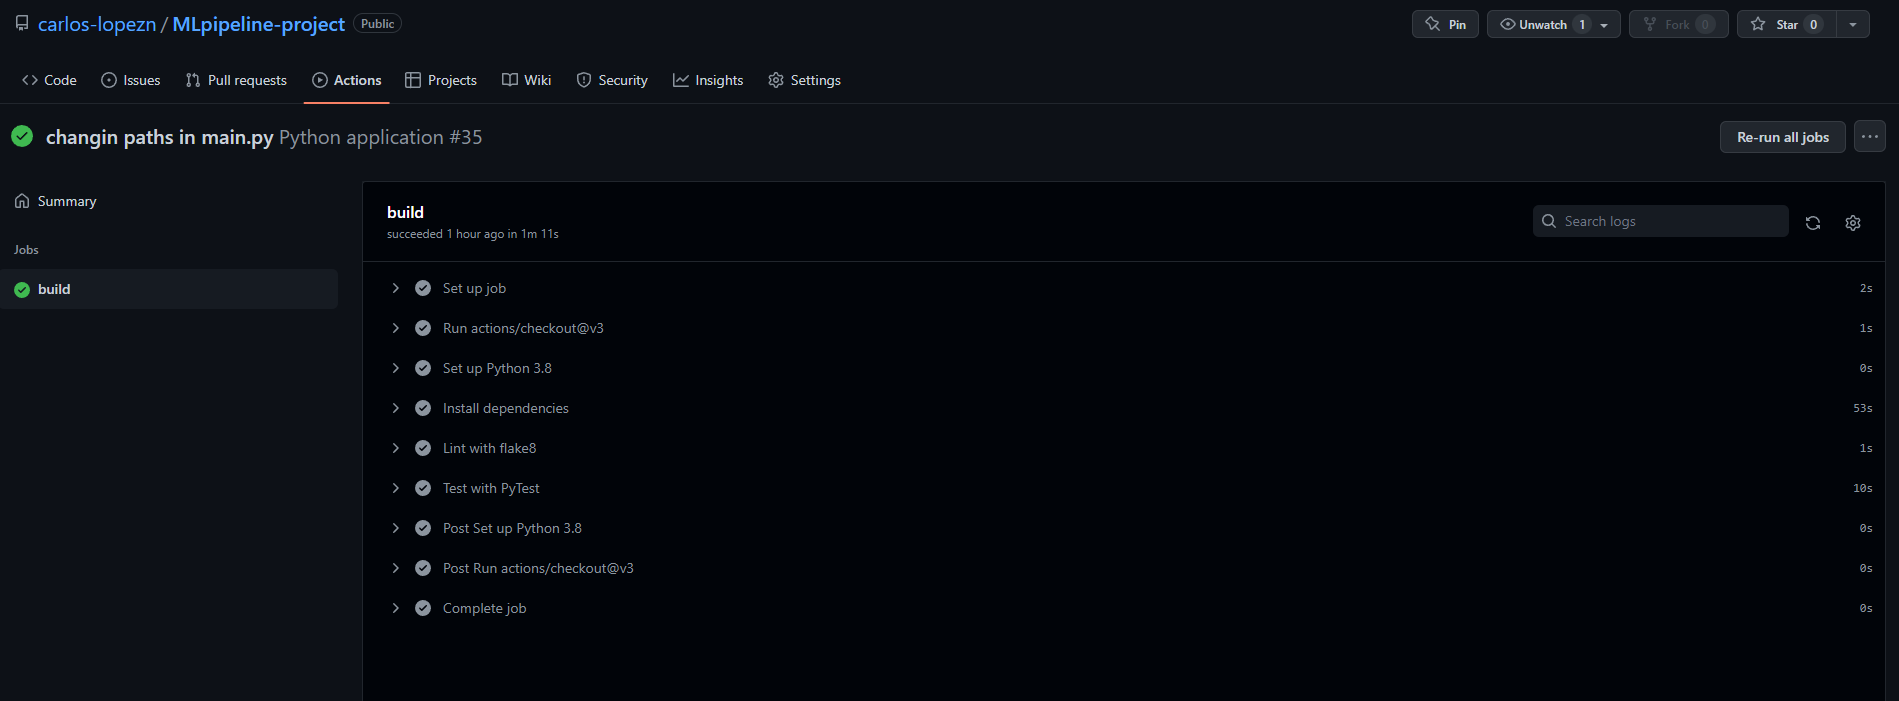 carlos-lopezn / MLpipeline-project Public
Pin Unwatch 1 Fork 0 Star 0
Code Issues Pull requests Actions Projects Wiki Security Insights Settings
changin paths in main.py Python application #35
Re-run all jobs
Summary
Jobs
build
build
succeeded 1 hour ago in 1m 11s
Search logs
Set up job 2s
Run actions/checkout@v3 1s
Set up Python 3.8 0s
Install dependencies 53s
Lint with flake8 1s
Test with PyTest 10s
Post Set up Python 3.8 0s
Post Run actions/checkout@v3 0s
Complete job 0s